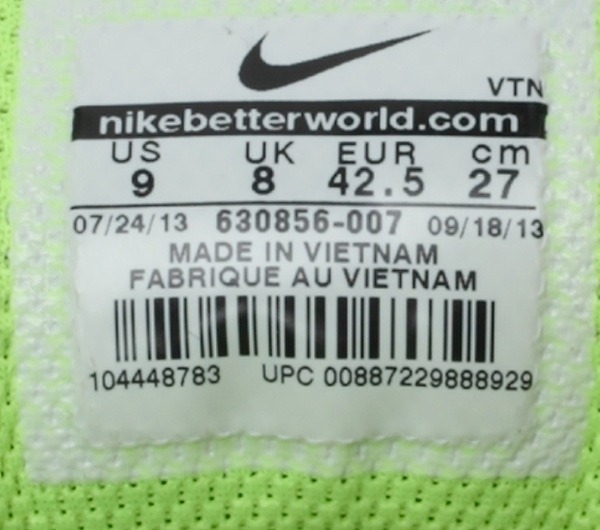 VTN
nikebetterworld.com
US UK EUR cm
9 8 42.5 27
07/24/13 630856-007 09/18/13
MADE IN VIETNAM
FABRIQUE AU VIETNAM
104448783 UPC 00887229888929